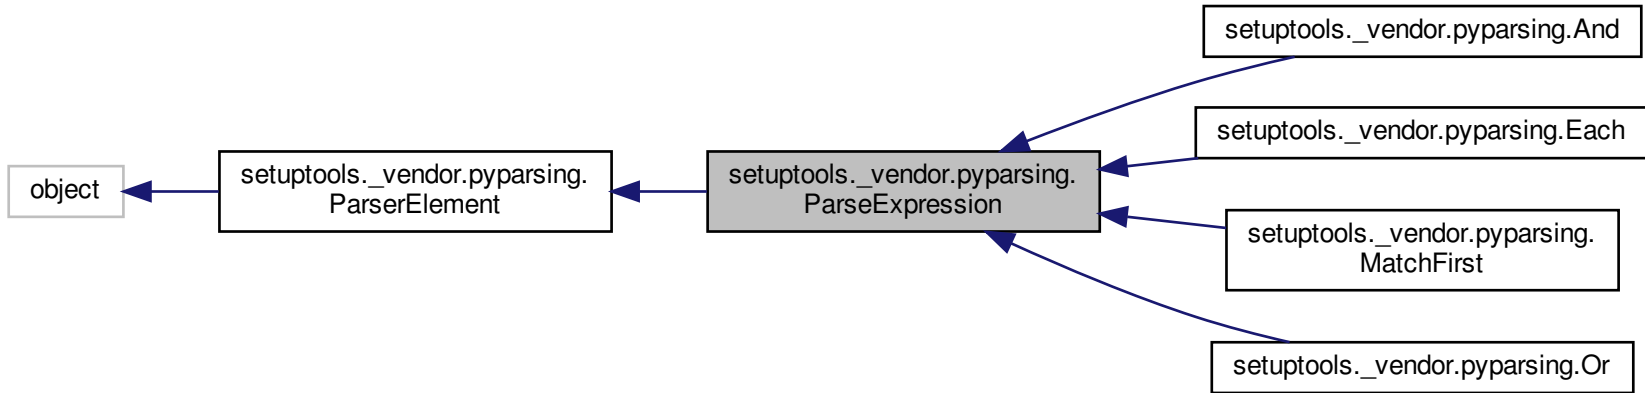 object
setuptools._vendor.pyparsing.
ParserElement
setuptools._vendor.pyparsing.
ParseExpression
setuptools._vendor.pyparsing.And
setuptools._vendor.pyparsing.Each
setuptools._vendor.pyparsing.
MatchFirst
setuptools._vendor.pyparsing.Or